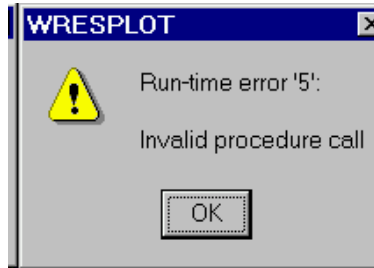 WRESPLOT
Run-time error '5':
Invalid procedure call
OK